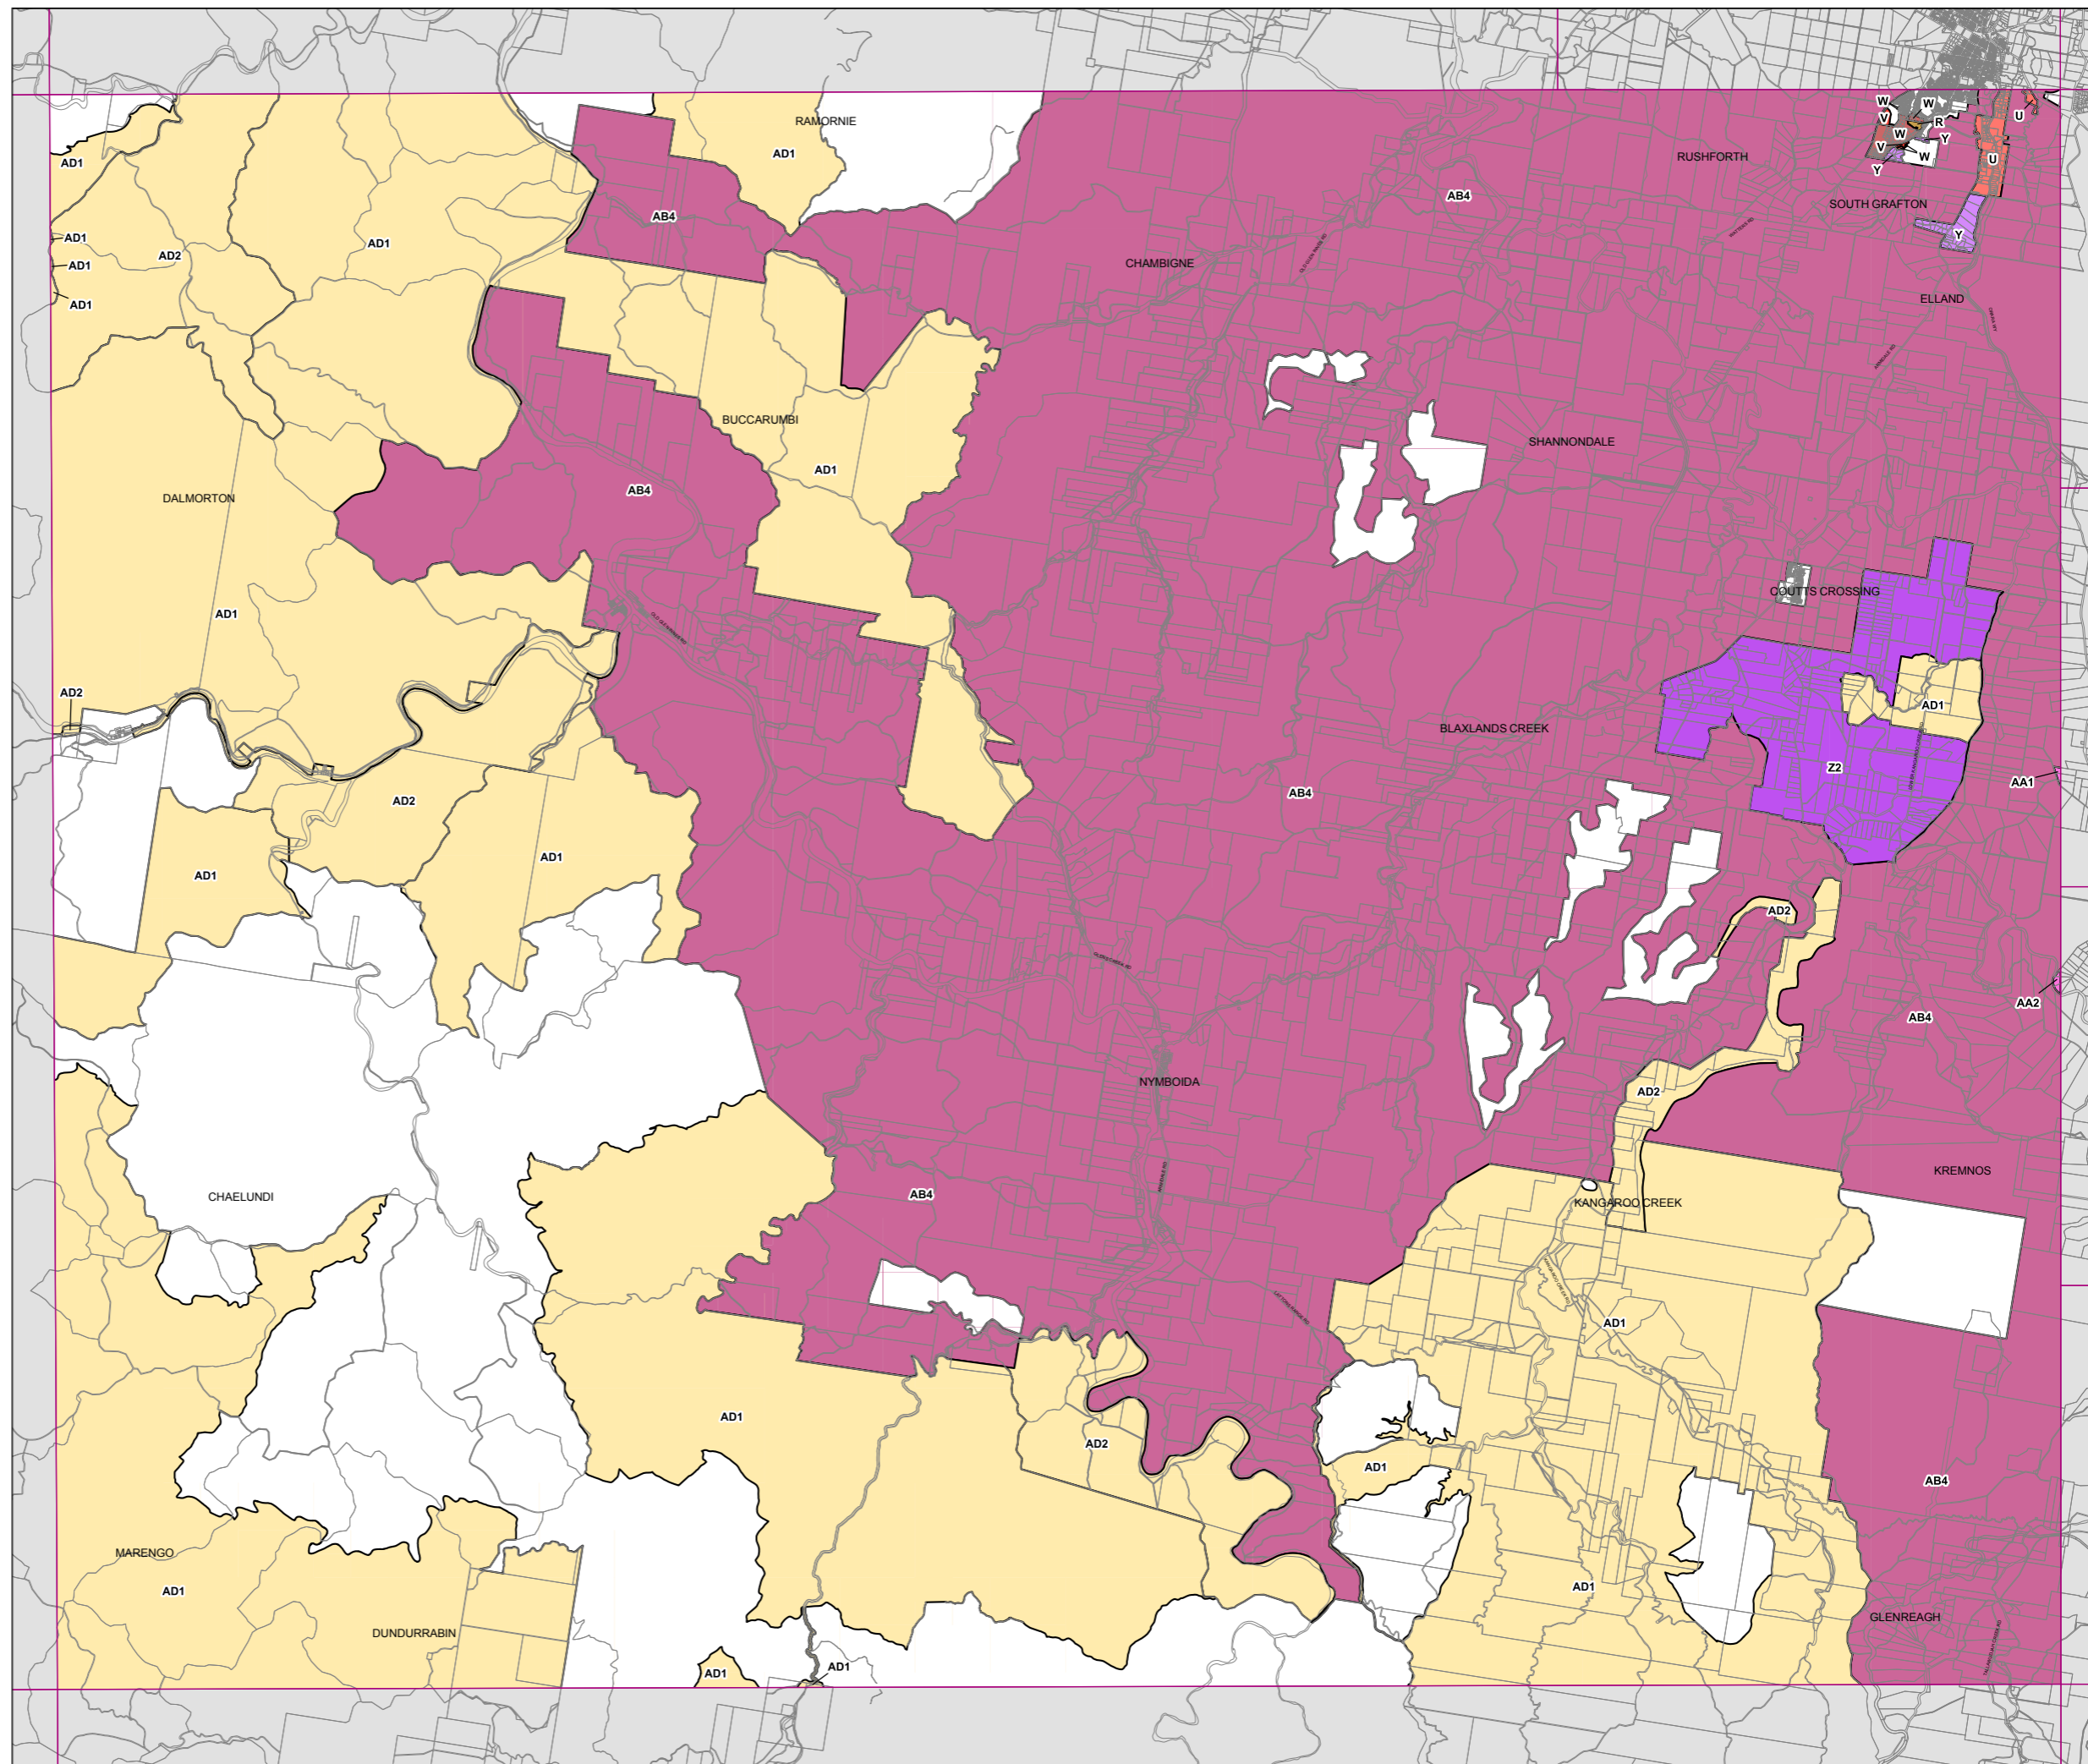 W
W
U
V
R
RAMORNIE
W
Y
AD1
V
W
U
RUSHFORTH
AD1
Y
AB4
AB4
SOUTH GRAFTON
AD1
AD1
AD2
Y
CHAMBIGNE
AD1
ELLAND
AD1
BUCCARUMBI
SHANNONDALE
AD1
AB4
DALMORTON
COUTTS CROSSING
AD1
AD2
AD1
BLAXLANDS CREEK
Z2
AA1
AB4
AD2
AD1
AD1
AD2
AA2
AB4
NYMBOIDA
AD2
KREMNOS
CHAELUNDI
AB4
KANGAROO CREEK
AD1
AD1
AD2
AD1
AB4
MARENGO
AD1
AD1
GLENREAGH
DUNDURRABIN
AD1
AD1